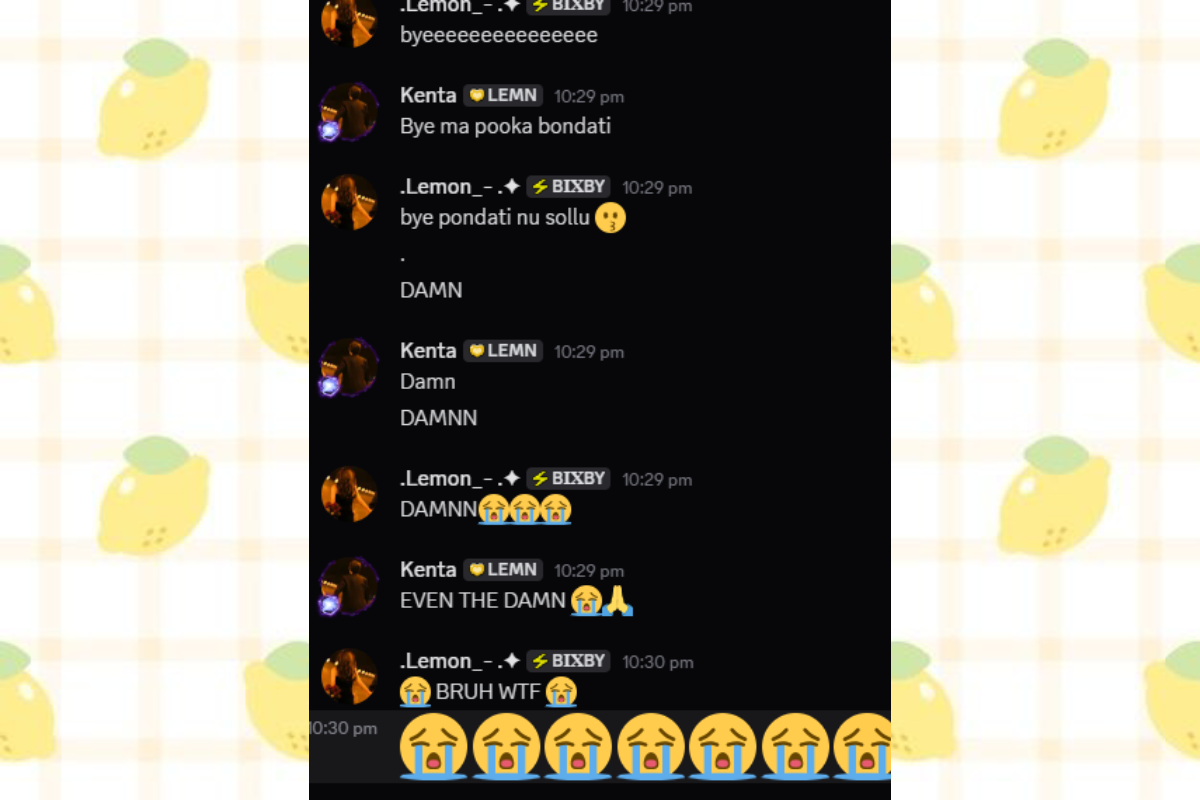 .Lemon_- .✦ ⚡BIXBY 10:29 pm
byeeeeeeeeeeeeeee
Kenta 💛 LEMN 10:29 pm
Bye ma pooka bondati
.Lemon_- .✦ ⚡BIXBY 10:29 pm
bye pondati nu sollu 😗
.
DAMN
Kenta 💛 LEMN 10:29 pm
Damn
DAMNN
.Lemon_- .✦ ⚡BIXBY 10:29 pm
DAMNN😭😭😭
Kenta 💛 LEMN 10:29 pm
EVEN THE DAMN 😭🙏
.Lemon_- .✦ ⚡BIXBY 10:30 pm
😭 BRUH WTF 😭
10:30 pm 😭😭😭😭😭😭😭